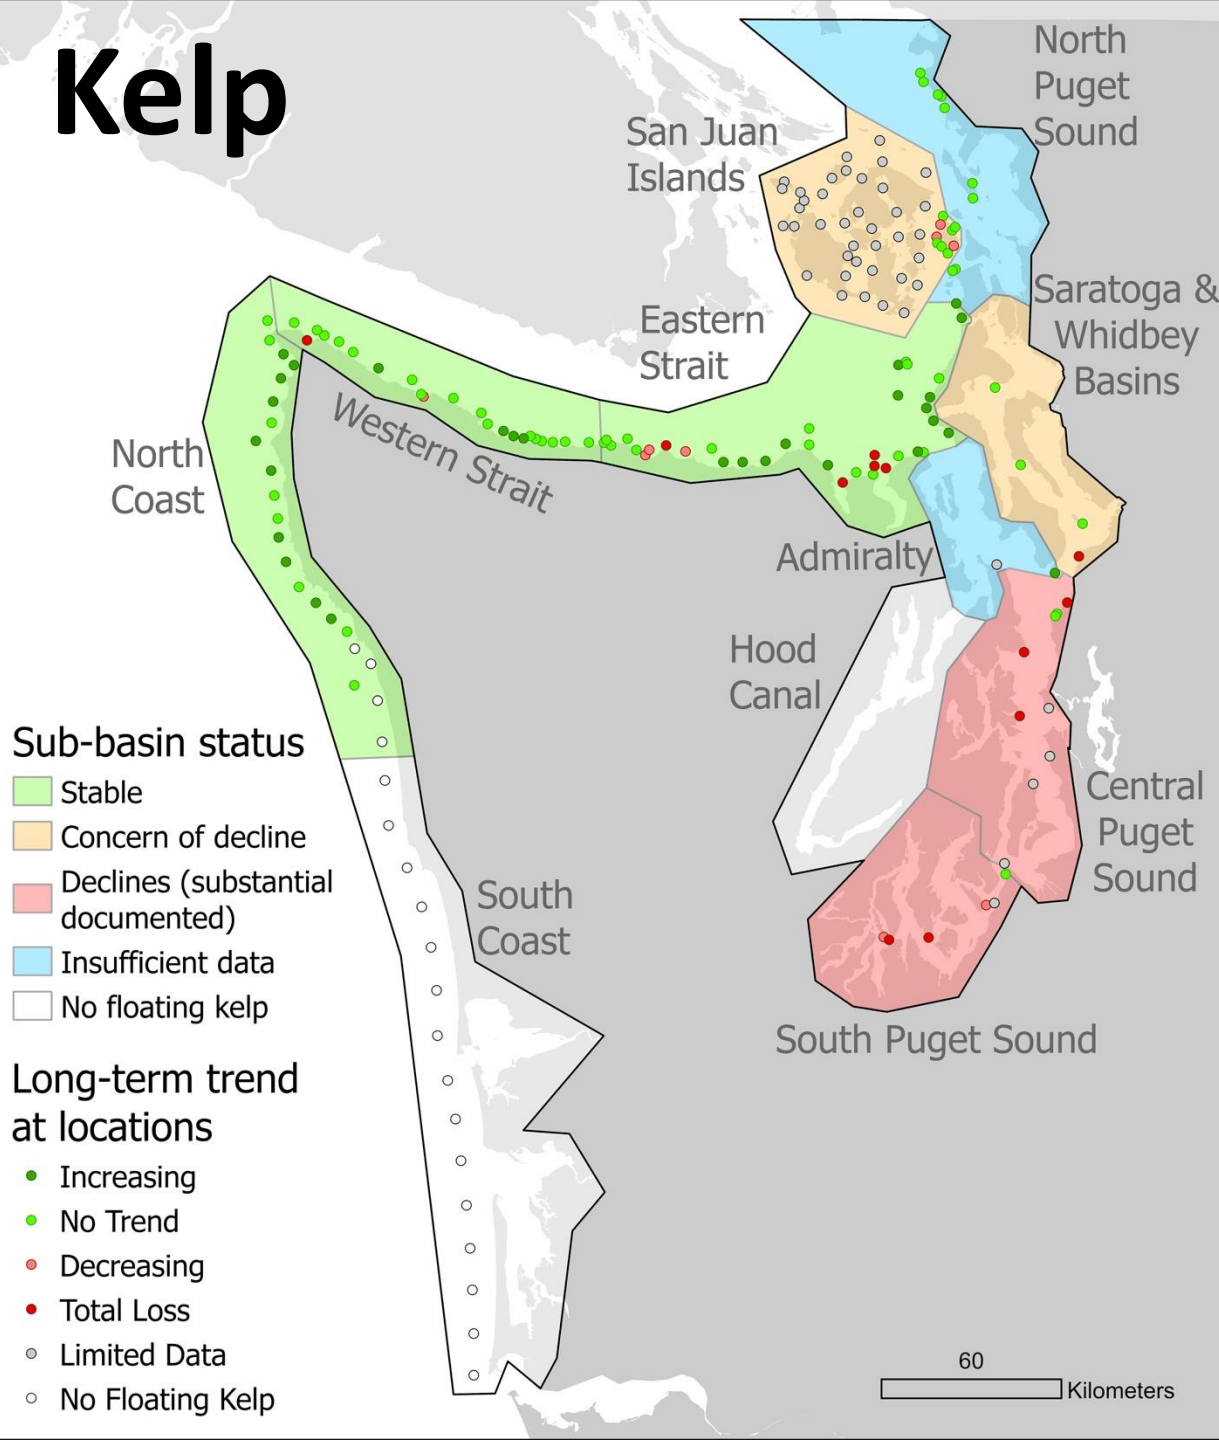 Kelp
North
Puget
Sound
San Juan
Islands
Saratoga &
Whidbey
Basins
Eastern
Strait
Western Strait
North
Coast
Admiralty
Hood
Canal
Central
Puget
Sound
South
Coast
South Puget Sound
Sub-basin status
Stable
Concern of decline
Declines (substantial
documented)
Insufficient data
No floating kelp
Long-term trend
at locations
Increasing
No Trend
Decreasing
Total Loss
Limited Data
No Floating Kelp
60
Kilometers